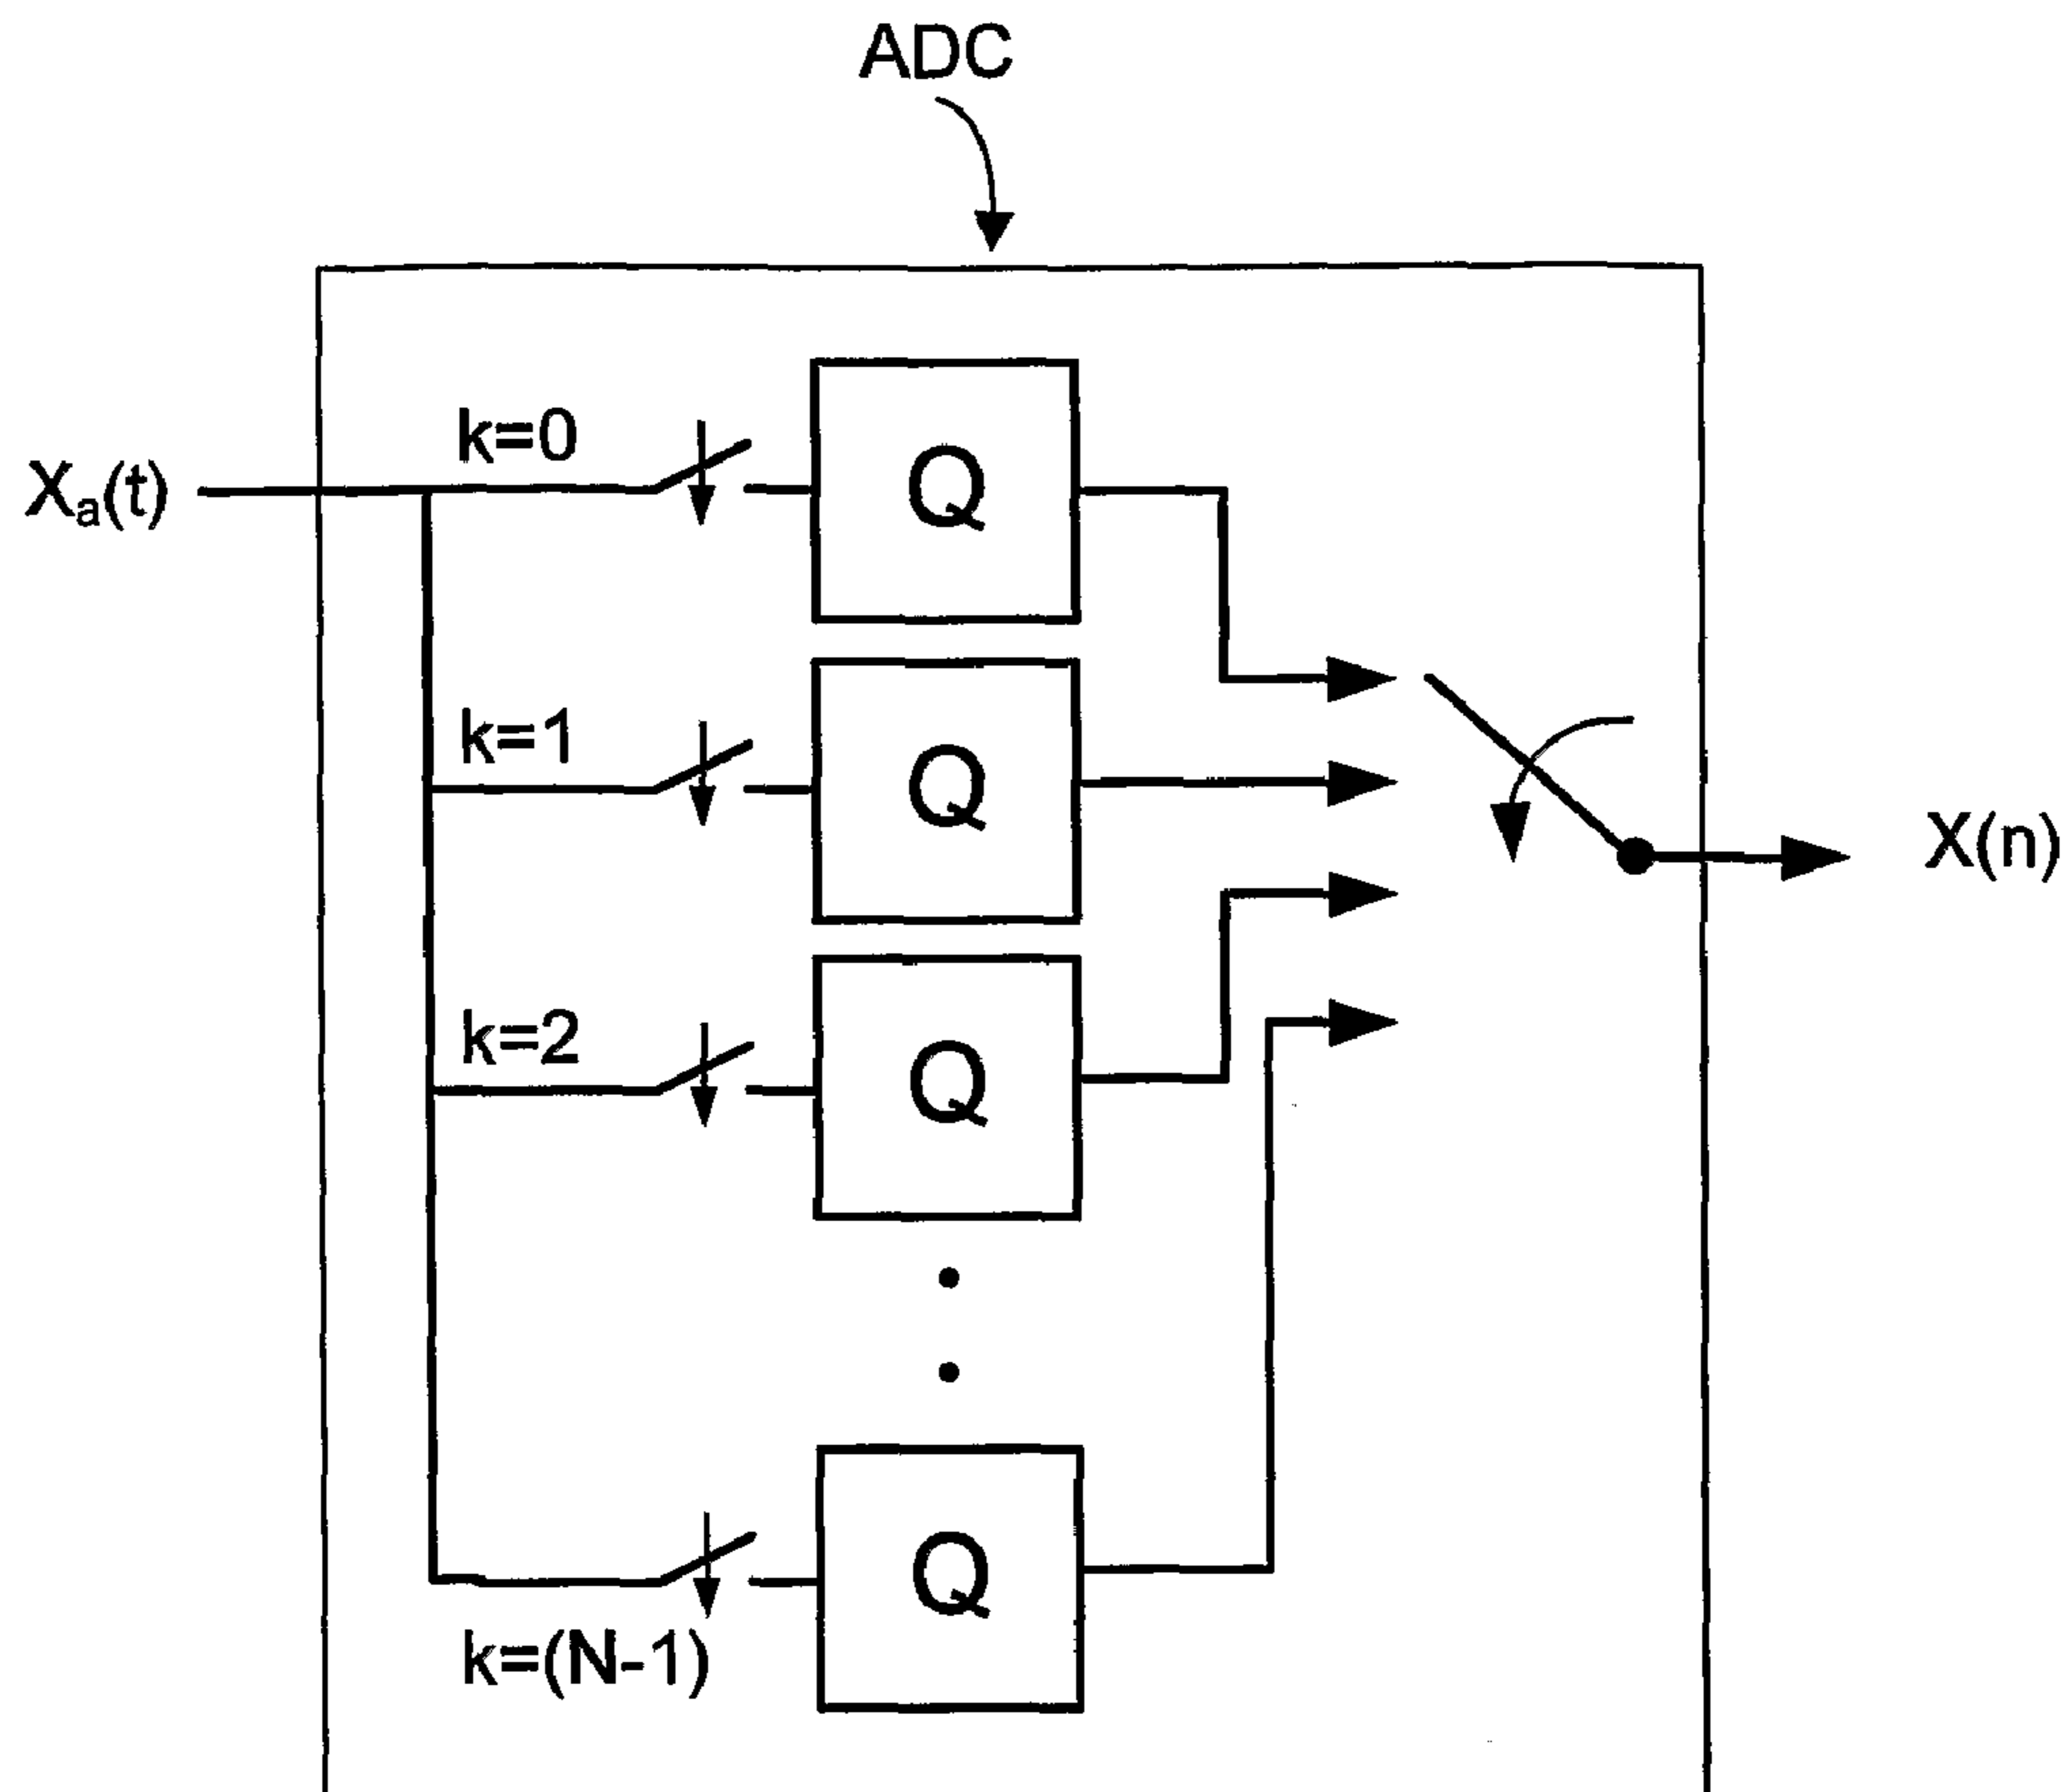 ADC
k=0
Q
Xa(t)
k=1
Q
X(n)
k=2
Q
Q
k=(N-1)